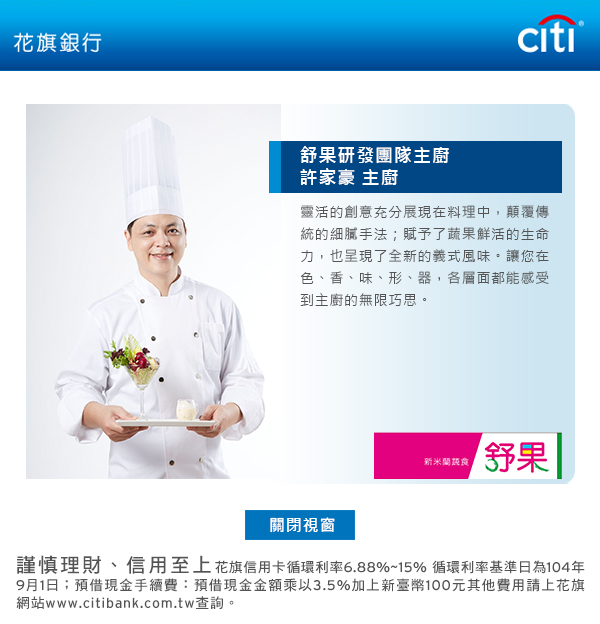 花旗銀行
citi®
舒果研發團隊主廚
許家豪 主廚
靈活的創意充分展現在料理中，顛覆傳
統的細膩手法；賦予了蔬果鮮活的生命
力，也呈現了全新的義式風味。讓您在
色、香、味、形、器，各層面都能感受
到主廚的無限巧思。
新米蘭蔬食 舒果
關閉視窗
謹慎理財、信用至上花旗信用卡循環利率6.88%~15% 循環利率基準日為104年
9月1日；預借現金手續費：預借現金金額乘以3.5%加上新臺幣100元其他費用請上花旗
網站www.citibank.com.tw查詢。